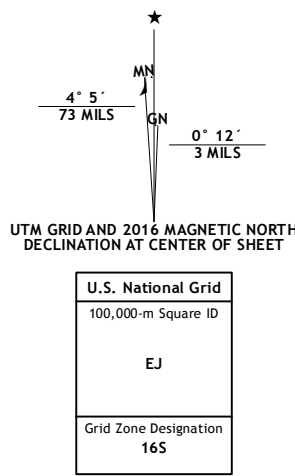 ★
MN
4° 5´
73 MILS
GN
0° 12´
3 MILS
UTM GRID AND 2016 MAGNETIC NORTH
DECLINATION AT CENTER OF SHEET
U.S. National Grid
100,000-m Square ID
EJ
Grid Zone Designation
16S